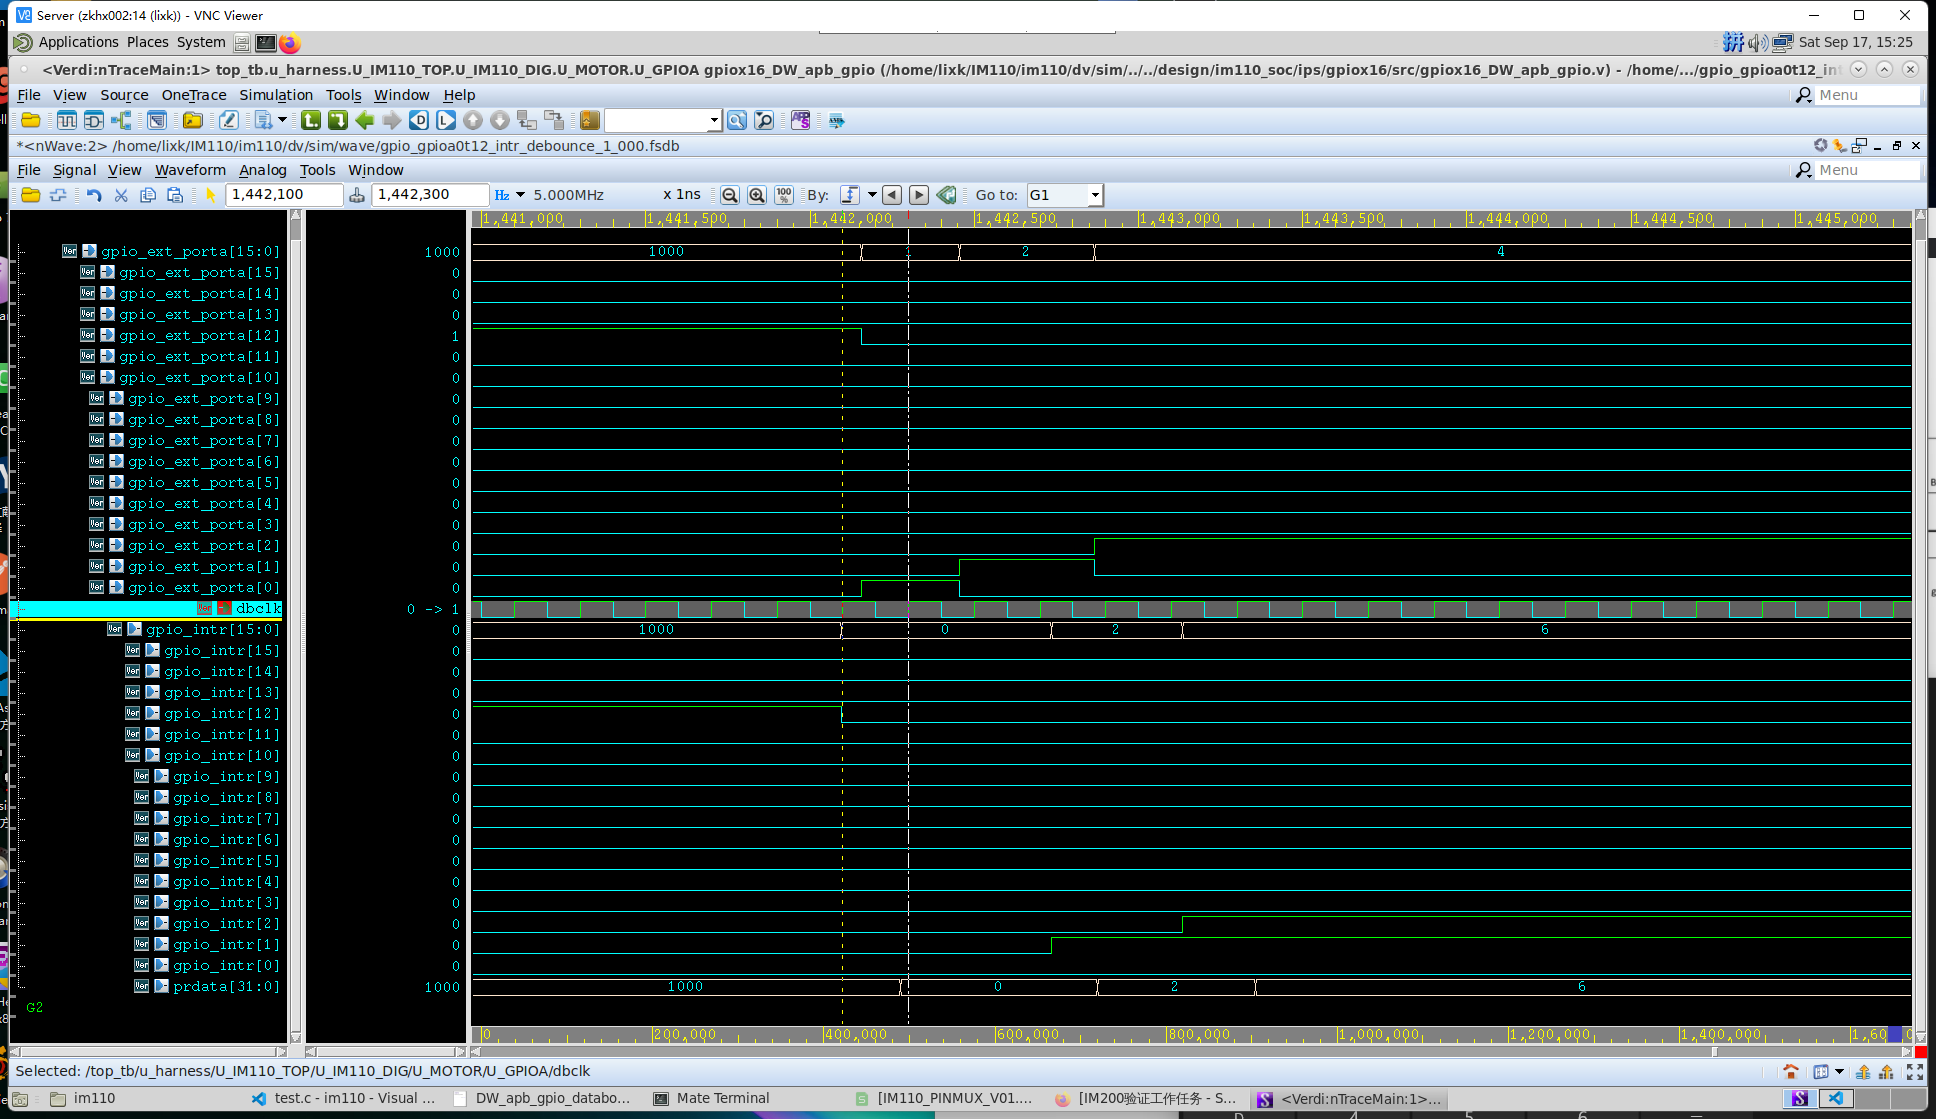 Server (zkhx002:14 (lixk)) - VNC Viewer
Applications Places System
Sat Sep 17, 15:25
<Verdi:nTraceMain:1> top_tb.u_harness.U_IM110_TOP.U_IM110_DIG.U_MOTOR.U_GPIOA gpiox16_DW_apb_gpio (/home/lixk/IM110/im110/dv/sim/../../design/im110_soc/ips/gpiox16/src/gpiox16_DW_apb_gpio.v) - /home/.../gpio_gpioa0t12_int
File View Source OneTrace Simulation Tools Window Help
Menu
*<nWave:2> /home/lixk/IM110/im110/dv/sim/wave/gpio_gpioa0t12_intr_debounce_1_000.fsdb
File Signal View Waveform Analog Tools Window
Menu
1,442,100 1,442,300 Hz 5.000MHz x 1ns 100 % By: Go to: G1
1,441,000 1,441,500 1,442,000 1,442,500 1,443,000 1,443,500 1,444,000 1,444,500 1,445,000
gpio_ext_porta[15:0] 1000 1000 1 2 4
gpio_ext_porta[15] 0
gpio_ext_porta[14] 0
gpio_ext_porta[13] 0
gpio_ext_porta[12] 1
gpio_ext_porta[11] 0
gpio_ext_porta[10] 0
gpio_ext_porta[9] 0
gpio_ext_porta[8] 0
gpio_ext_porta[7] 0
gpio_ext_porta[6] 0
gpio_ext_porta[5] 0
gpio_ext_porta[4] 0
gpio_ext_porta[3] 0
gpio_ext_porta[2] 0
gpio_ext_porta[1] 0
gpio_ext_porta[0] 0
dbclk 0 -> 1
gpio_intr[15:0] 0 1000 0 2 6
gpio_intr[15] 0
gpio_intr[14] 0
gpio_intr[13] 0
gpio_intr[12] 0
gpio_intr[11] 0
gpio_intr[10] 0
gpio_intr[9] 0
gpio_intr[8] 0
gpio_intr[7] 0
gpio_intr[6] 0
gpio_intr[5] 0
gpio_intr[4] 0
gpio_intr[3] 0
gpio_intr[2] 0
gpio_intr[1] 0
gpio_intr[0] 0
prdata[31:0] 1000 1000 0 2 6
G2
0 200,000 400,000 600,000 800,000 1,000,000 1,200,000 1,400,000
Selected: /top_tb/u_harness/U_IM110_TOP/U_IM110_DIG/U_MOTOR/U_GPIOA/dbclk
im110 test.c - im110 - Visual ... DW_apb_gpio_databo... Mate Terminal [IM110_PINMUX_V01.... [IM200验证工作任务 - S... <Verdi:nTraceMain:1>...